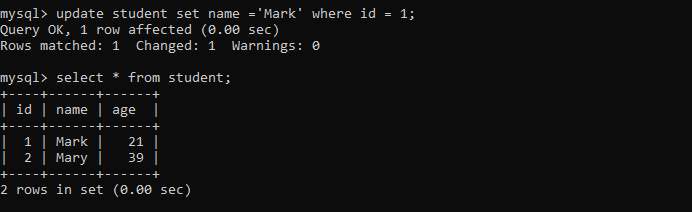 mysql> update student set name ='Mark' where id = 1;
Query OK, 1 row affected (0.00 sec)
Rows matched: 1  Changed: 1  Warnings: 0
mysql> select * from student;
+----+------+------+
| id | name | age  |
+----+------+------+
|  1 | Mark |   21 |
|  2 | Mary |   39 |
+----+------+------+
2 rows in set (0.00 sec)